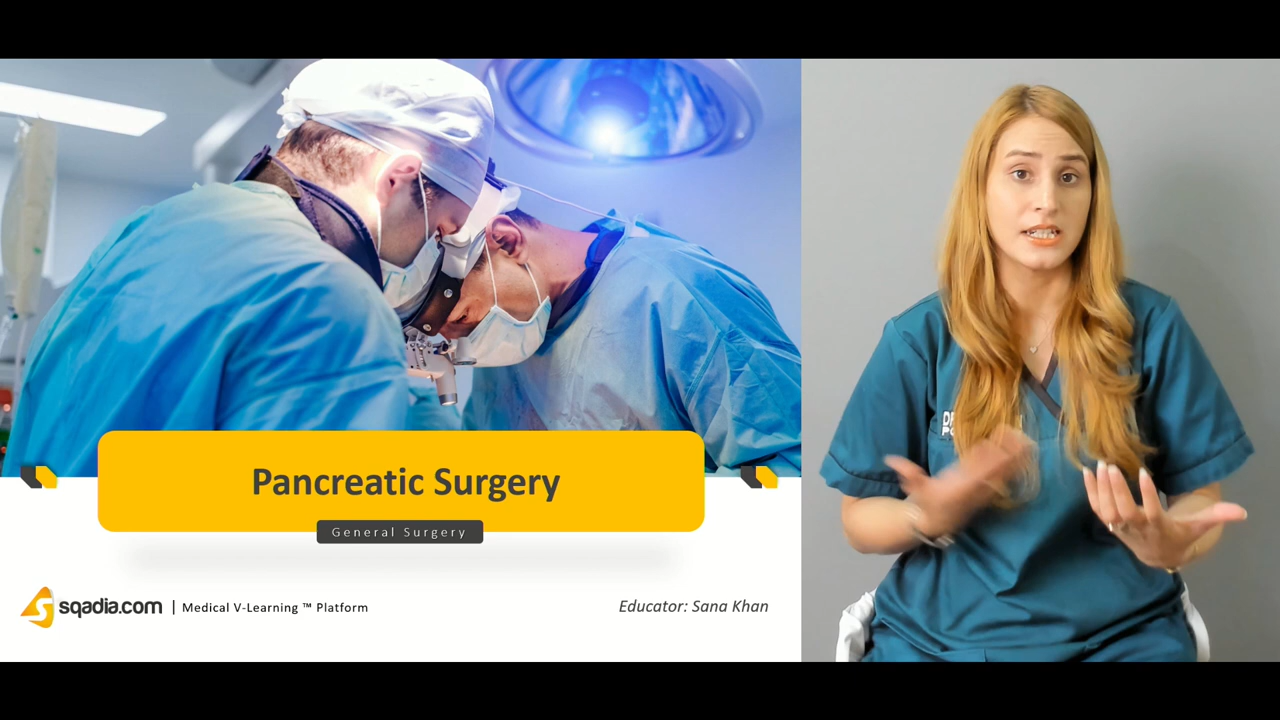 Pancreatic Surgery
General Surgery
sqadia.com | Medical V-Learning ™ Platform
Educator: Sana Khan